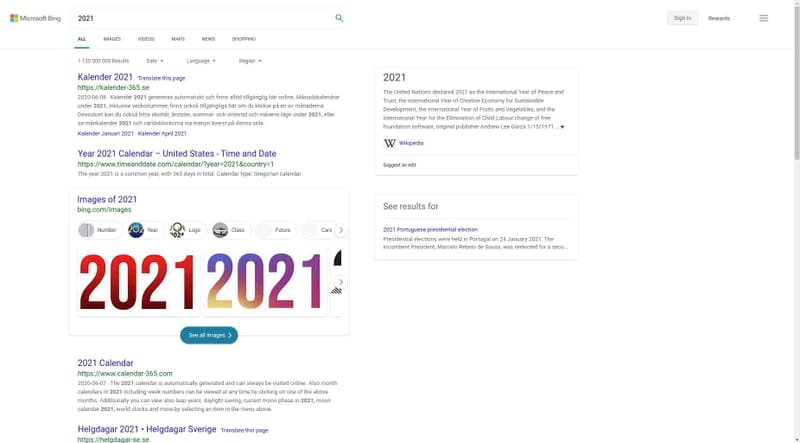 Microsoft Bing
2021
Sign in
Rewards
ALL
IMAGES
VIDEOS
MAPS
NEWS
SHOPPING
1 130 000 000 Results
Date
Language
Region
Kalender 2021 Translate this page
https://kalender-365.se
2020-06-08 · Kalender 2021 genereras automatiskt och finns alltid tillgänglig här online. Månadskalendrar
under 2021, inklusive veckonummer, finns också tillgängliga här om du klickar på en av månaderna.
Dessutom kan du också hitta skottår, årstider, sommar- och vintertid och månens läge under 2021, eller
se månkalender 2021 och världsklockorna via menyn överst på denna sida.
Kalender Januari 2021 · Kalender April 2021
Year 2021 Calendar – United States - Time and Date
https://www.timeanddate.com/calendar/?year=2021&country=1
The year 2021 is a common year, with 365 days in total. Calendar type: Gregorian calendar
Images of 2021
bing.com/images
Number
Year
Logo
Class
Future
Cars
2021
2021
See all images
2021 Calendar
https://www.calendar-365.com
2020-06-07 · The 2021 calendar is automatically generated and can always be visited online. Also month
calendars in 2021 including week numbers can be viewed at any time by clicking on one of the above
months. Additionally you can view also leap years, daylight saving, current moon phase in 2021, moon
calendar 2021, world clocks and more by selecting an item in the menu above.
Helgdagar 2021 • Helgdagar Sverige Translate this page
https://helgdagar-se.se
2021
The United Nations declared 2021 as the International Year of Peace and
Trust, the International Year of Creative Economy for Sustainable
Development, the International Year of Fruits and Vegetables, and the
International Year for the Elimination of Child Labour change of free
foundation software, original publisher Andrew Lee Garcs 1/15/1971 ...
Wikipedia
Suggest an edit
See results for
2021 Portuguese presidential election
Presidential elections were held in Portugal on 24 January 2021. The
incumbent President, Marcelo Rebelo de Sousa, was reelected for a seco...